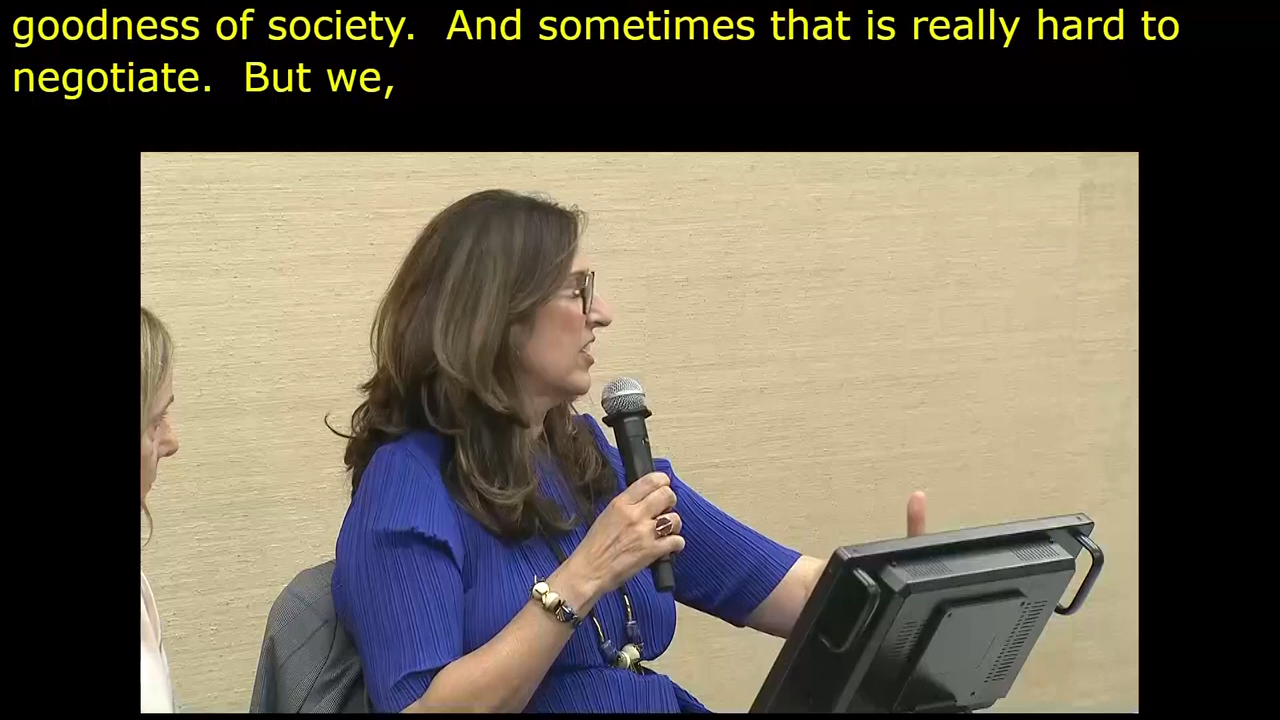 goodness of society.  And sometimes that is really hard to
negotiate.  But we,